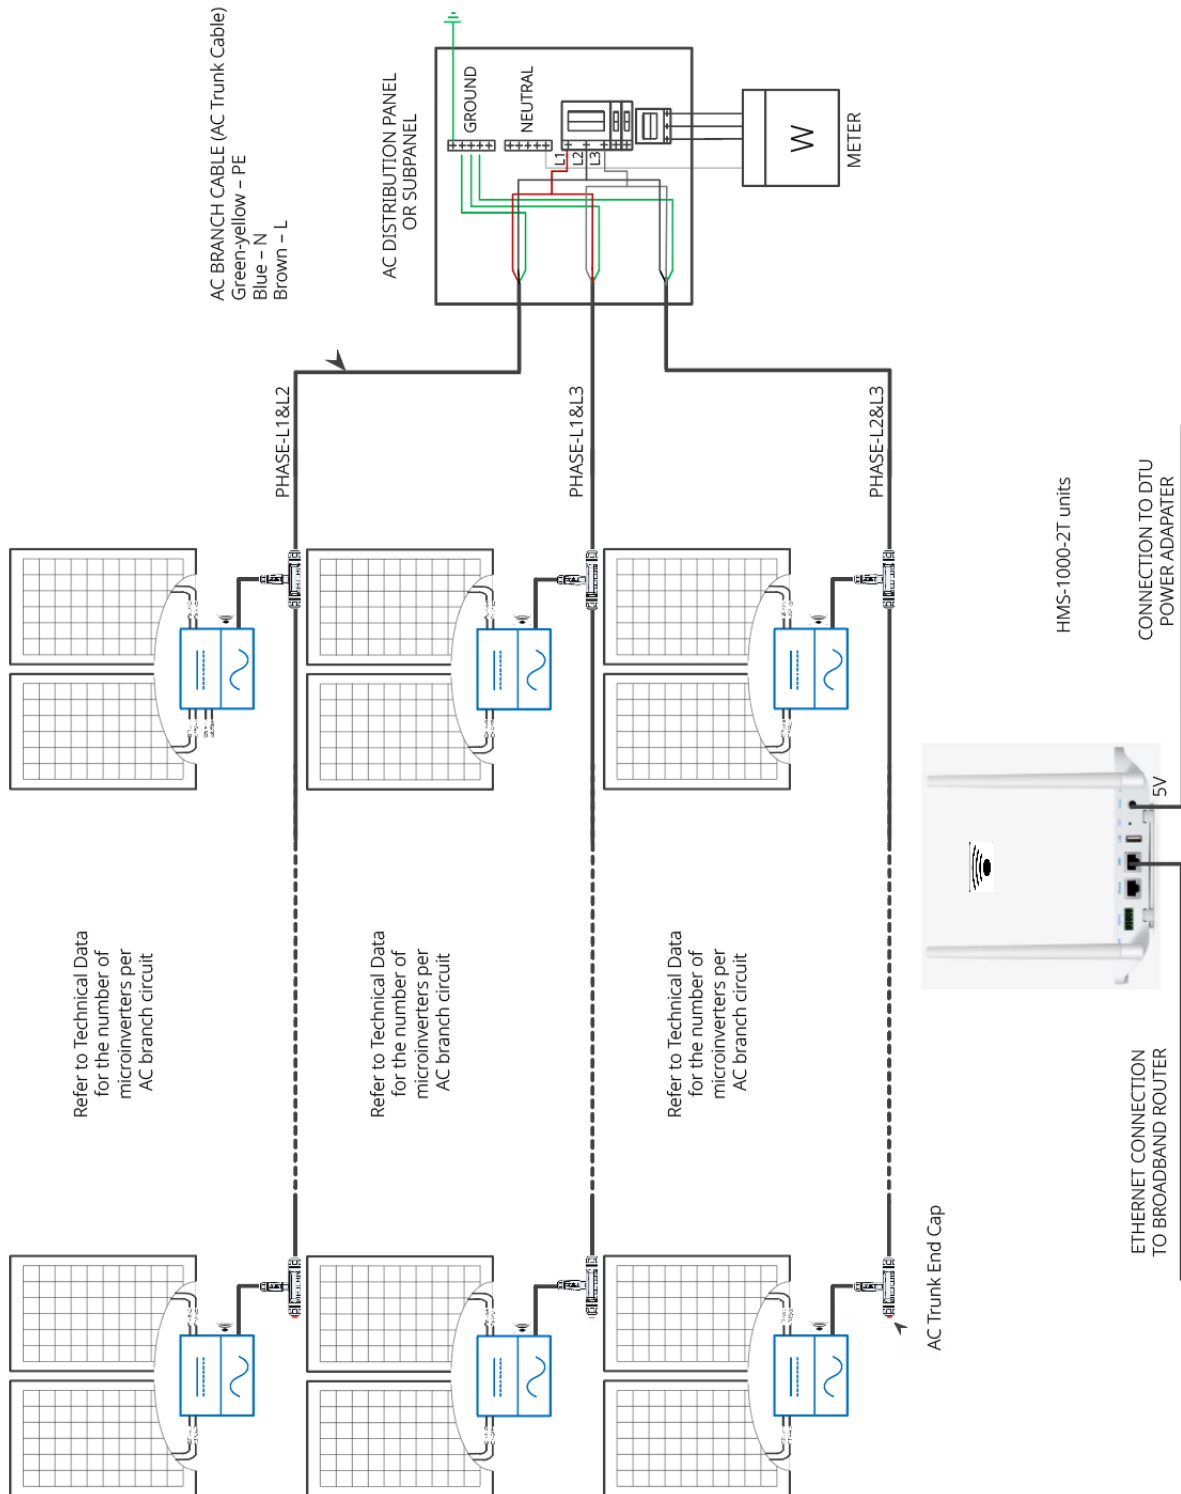 AC BRANCH CABLE (AC Trunk Cable)
Green-yellow – PE
Blue – N
Brown – L
AC DISTRIBUTION PANEL
OR SUBPANEL
GROUND
NEUTRAL
L1
L2
L3
W
METER
PHASE-L1&L2
PHASE-L1&L3
PHASE-L2&L3
Refer to Technical Data
for the number of
microinverters per
AC branch circuit
Refer to Technical Data
for the number of
microinverters per
AC branch circuit
Refer to Technical Data
for the number of
microinverters per
AC branch circuit
HMS-1000-2T units
CONNECTION TO DTU
POWER ADAPATER
5V
ETHERNET CONNECTION
TO BROADBAND ROUTER
AC Trunk End Cap